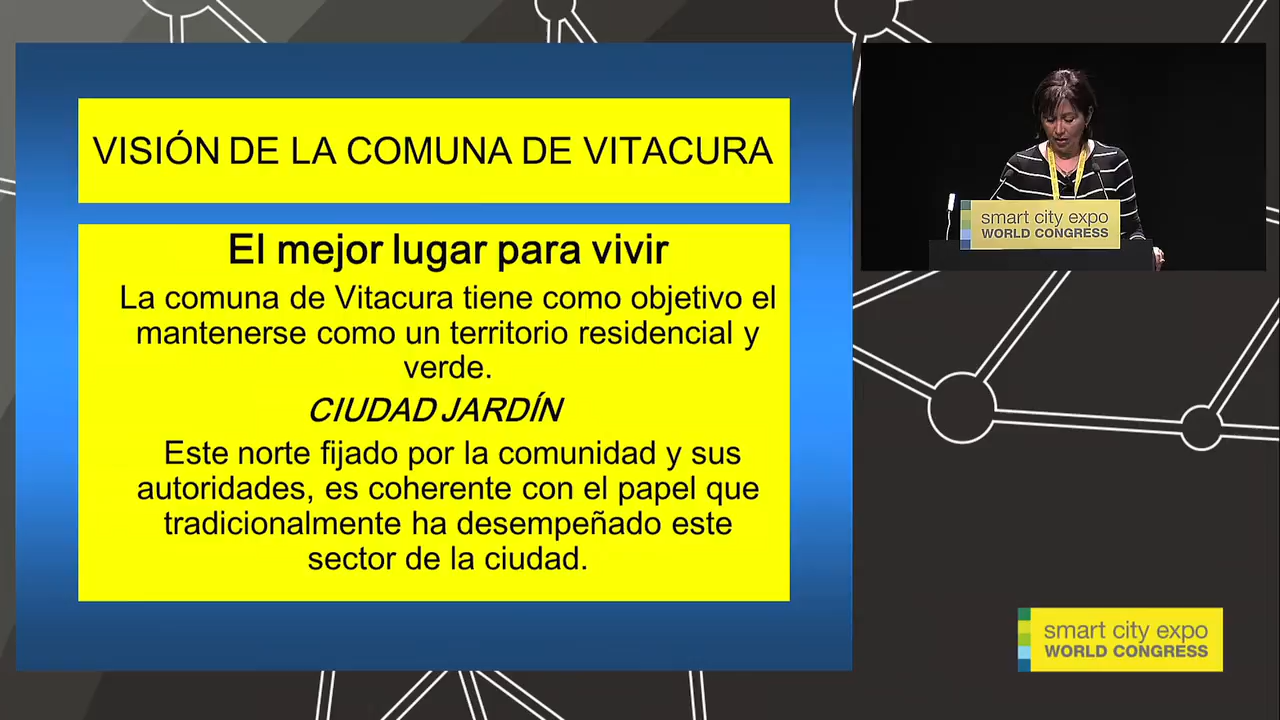 VISIÓN DE LA COMUNA DE VITACURA
El mejor lugar para vivir
La comuna de Vitacura tiene como objetivo el
mantenerse como un territorio residencial y
verde.
CIUDAD JARDÍN
Este norte fijado por la comunidad y sus
autoridades, es coherente con el papel que
tradicionalmente ha desempeñado este
sector de la ciudad.
smart city expo
WORLD CONGRESS
smart city expo
WORLD CONGRESS